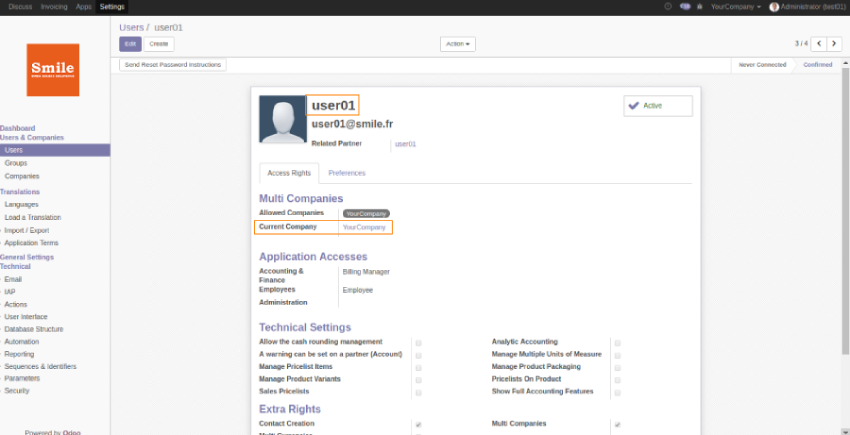 Discuss Invoicing Apps Settings
YourCompany Administrator (test01)
Users / user01
Edit Create Action 3 / 4
Send Reset Password Instructions Never Connected Confirmed
Smile
Dashboard
Users & Companies
Users
Groups
Companies
Translations
Languages
Load a Translation
Import / Export
Application Terms
General Settings
Technical
Email
IAP
Actions
User Interface
Database Structure
Automation
Reporting
Sequences & Identifiers
Parameters
Security
Powered by Odoo
user01
Active
user01@smile.fr
Related Partner user01
Access Rights Preferences
Multi Companies
Allowed Companies YourCompany
Current Company YourCompany
Application Accesses
Accounting & Finance Billing Manager
Employees Employee
Administration
Technical Settings
Allow the cash rounding management Analytic Accounting
A warning can be set on a partner (Account) Manage Multiple Units of Measure
Manage Pricelist Items Manage Product Packaging
Manage Product Variants Pricelists On Product
Sales Pricelists Show Full Accounting Features
Extra Rights
Contact Creation Multi Companies